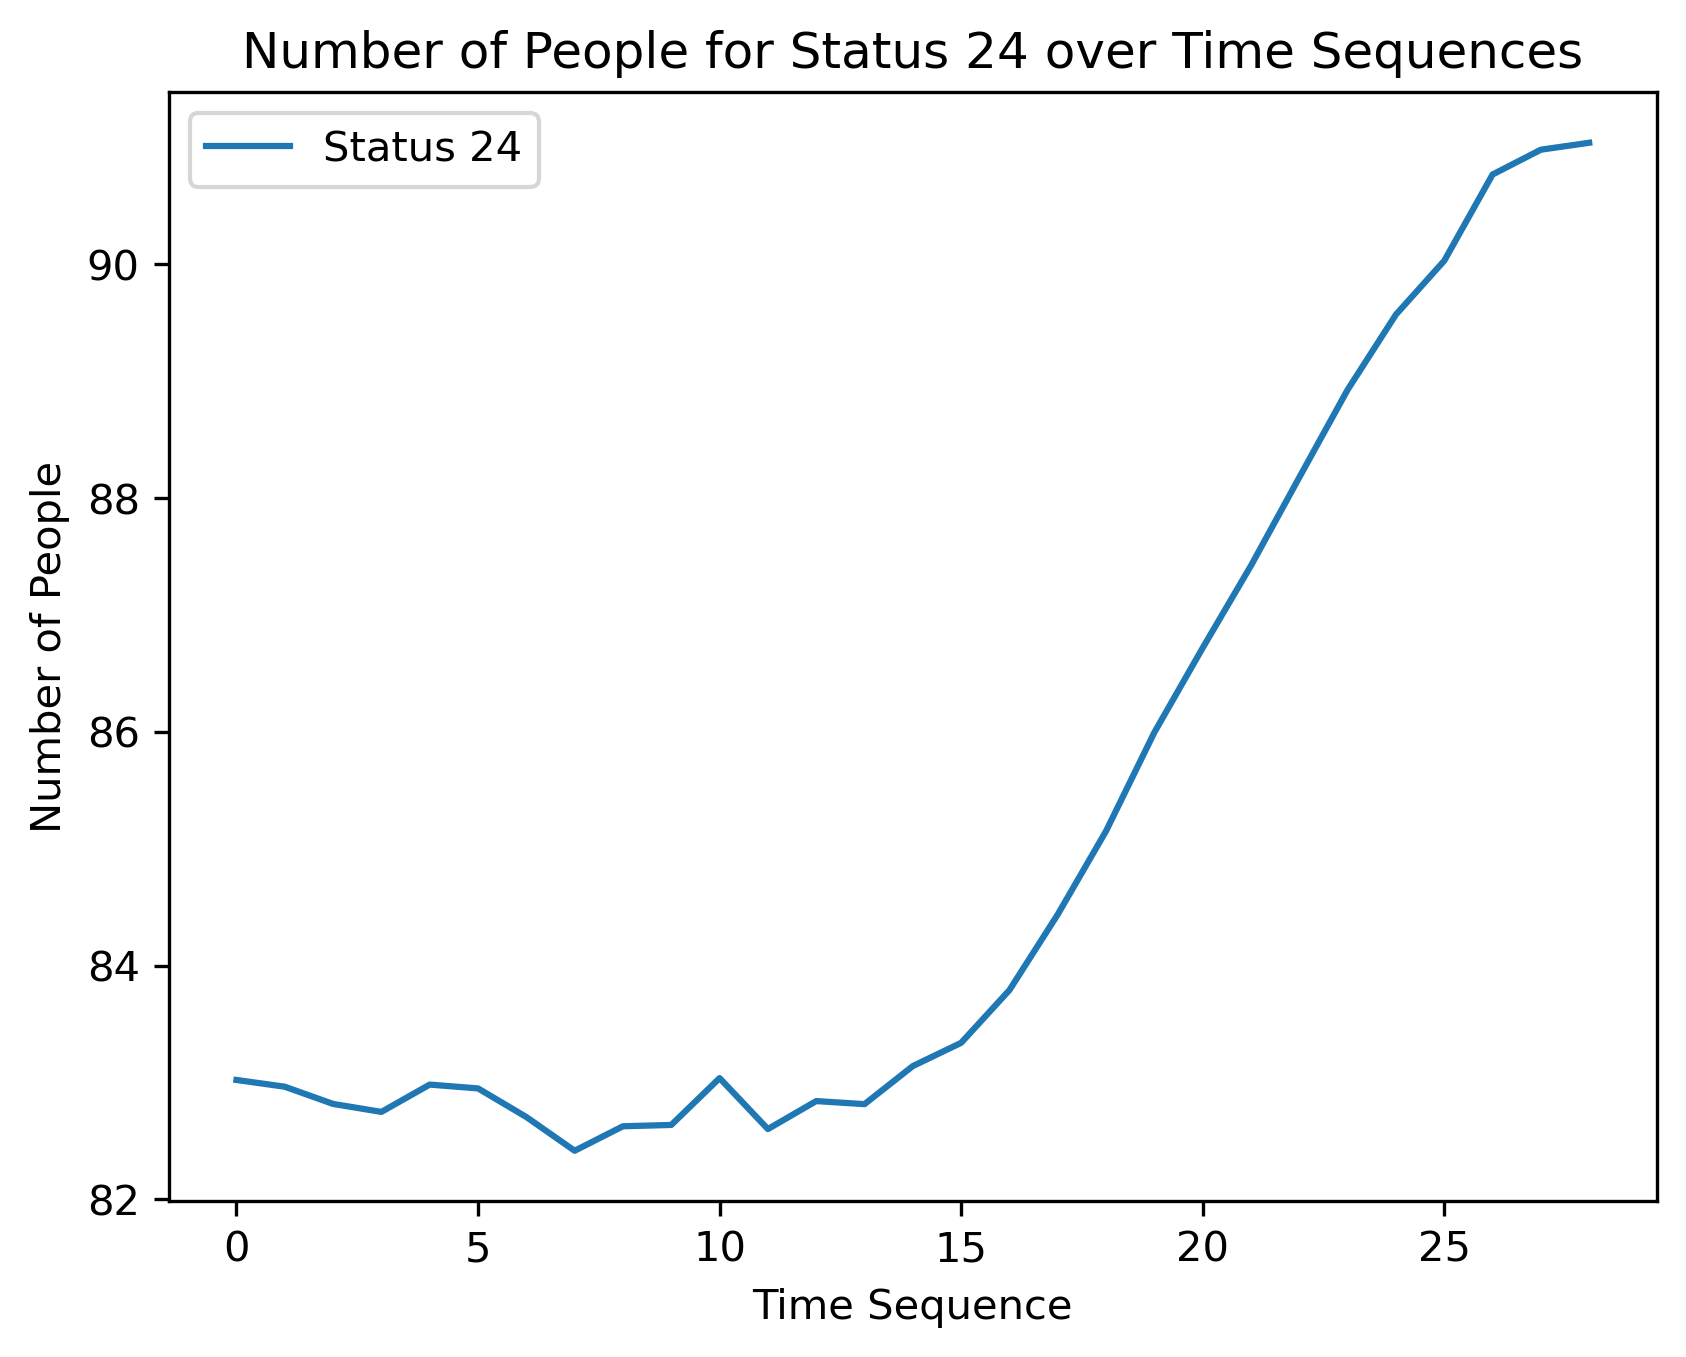 Number of People for Status 24 over Time Sequences
Status 24
Number of People
90
88
86
84
82
0 5 10 15 20 25
Time Sequence